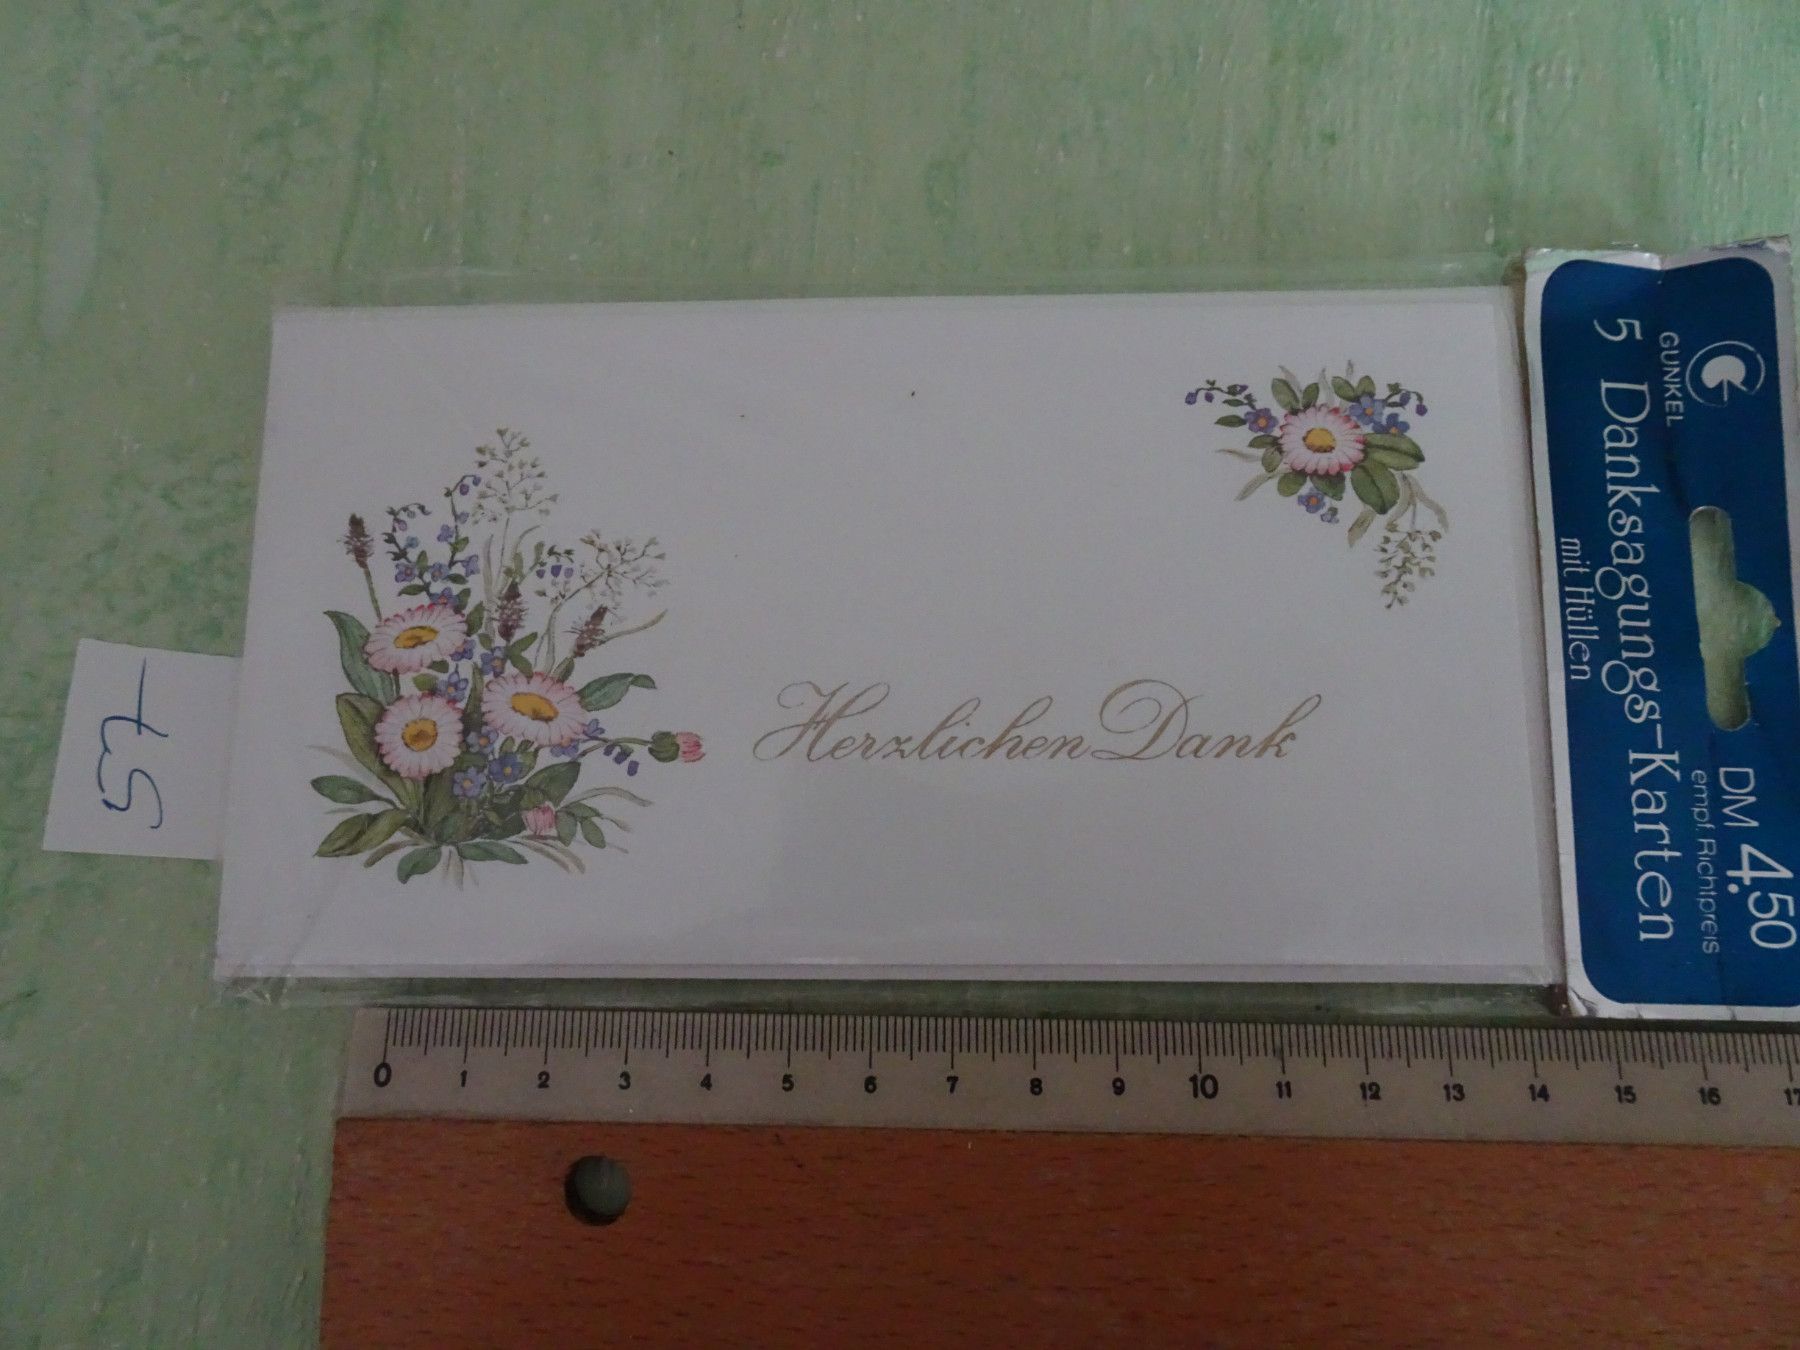 Herzlichen Dank
GUNKEL
5 Danksagungs-Karten
mit Hüllen
DM 4.50
empf. Richtpreis
0 1 2 3 4 5 6 7 8 9 10 11 12 13 14 15 16 17